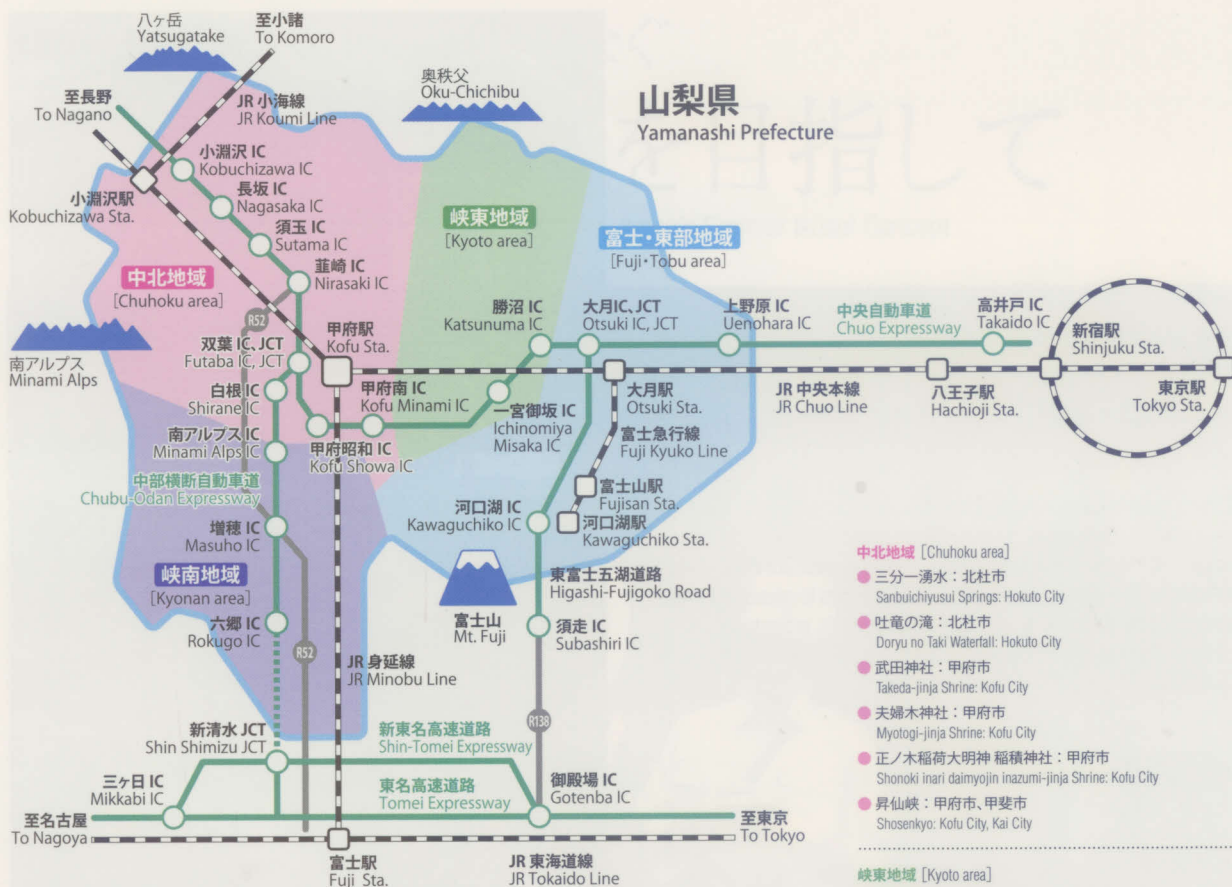 八ヶ岳
Yatsugatake
至小諸
To Komoro
奥秩父
Oku-Chichibu
山梨県
Yamanashi Prefecture
至長野
To Nagano
JR 小海線
JR Koumi Line
小淵沢 IC
Kobuchizawa IC
小淵沢駅
Kobuchizawa Sta.
長坂 IC
Nagasaka IC
須玉 IC
Sutama IC
韮崎 IC
Nirasaki IC
中北地域
[Chuhoku area]
峡東地域
[Kyoto area]
富士・東部地域
[Fuji・Tobu area]
R52
南アルプス
Minami Alps
双葉 IC, JCT
Futaba IC, JCT
甲府駅
Kofu Sta.
勝沼 IC
Katsunuma IC
大月IC, JCT
Otsuki IC, JCT
上野原 IC
Uenohara IC
中央自動車道
Chuo Expressway
高井戸 IC
Takaido IC
新宿駅
Shinjuku Sta.
白根 IC
Shirane IC
甲府南 IC
Kofu Minami IC
一宮御坂 IC
Ichinomiya
Misaka IC
大月駅
Otsuki Sta.
JR 中央本線
JR Chuo Line
八王子駅
Hachioji Sta.
東京駅
Tokyo Sta.
南アルプス IC
Minami Alps IC
甲府昭和 IC
Kofu Showa IC
富士急行線
Fuji Kyuko Line
中部横断自動車道
Chubu-Odan Expressway
富士山駅
Fujisan Sta.
河口湖 IC
Kawaguchiko IC
河口湖駅
Kawaguchiko Sta.
増穂 IC
Masuho IC
峡南地域
[Kyonan area]
東富士五湖道路
Higashi-Fujigoko Road
富士山
Mt. Fuji
六郷 IC
Rokugo IC
須走 IC
Subashiri IC
R52
JR 身延線
JR Minobu Line
R138
新清水 JCT
Shin Shimizu JCT
新東名高速道路
Shin-Tomei Expressway
三ヶ日 IC
Mikkabi IC
東名高速道路
Tomei Expressway
御殿場 IC
Gotenba IC
至名古屋
To Nagoya
至東京
To Tokyo
富士駅
Fuji Sta.
JR 東海道線
JR Tokaido Line
中北地域 [Chuhoku area]
三分一湧水：北杜市
Sanbuichiyusui Springs: Hokuto City
吐竜の滝：北杜市
Doryu no Taki Waterfall: Hokuto City
武田神社：甲府市
Takeda-jinja Shrine: Kofu City
夫婦木神社：甲府市
Myotogi-jinja Shrine: Kofu City
正ノ木稲荷大明神 稲積神社：甲府市
Shonoki inari daimyojin inazumi-jinja Shrine: Kofu City
昇仙峡：甲府市、甲斐市
Shosenkyo: Kofu City, Kai City
峡東地域 [Kyoto area]